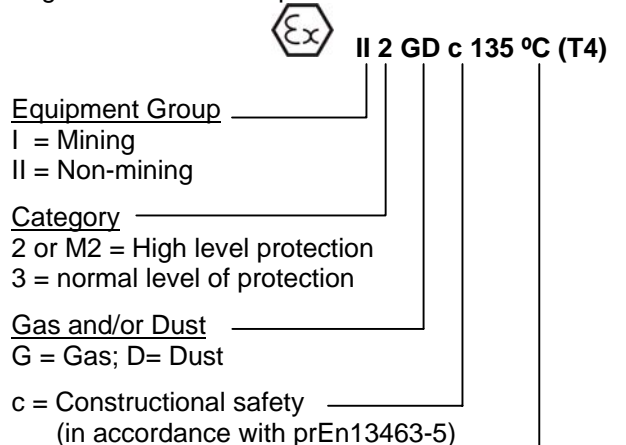 Ex II 2 GD c 135 ºC (T4)
Equipment Group
I = Mining
II = Non-mining
Category
2 or M2 = High level protection
3 = normal level of protection
Gas and/or Dust
G = Gas; D= Dust
c = Constructional safety
(in accordance with prEn13463-5)